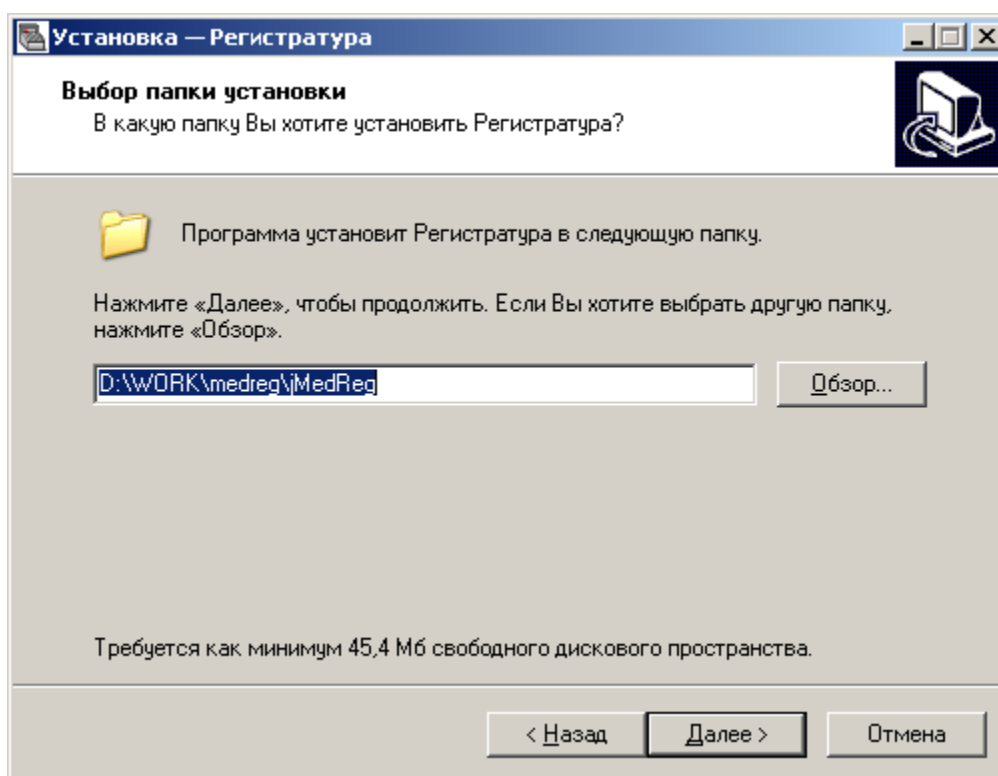 Установка — Регистратура
Выбор папки установки
В какую папку Вы хотите установить Регистратура?
Программа установит Регистратура в следующую папку.
Нажмите «Далее», чтобы продолжить. Если Вы хотите выбрать другую папку,
нажмите «Обзор».
D:\WORK\medreg\jMedReg
Обзор...
Требуется как минимум 45,4 Мб свободного дискового пространства.
< Назад
Далее >
Отмена